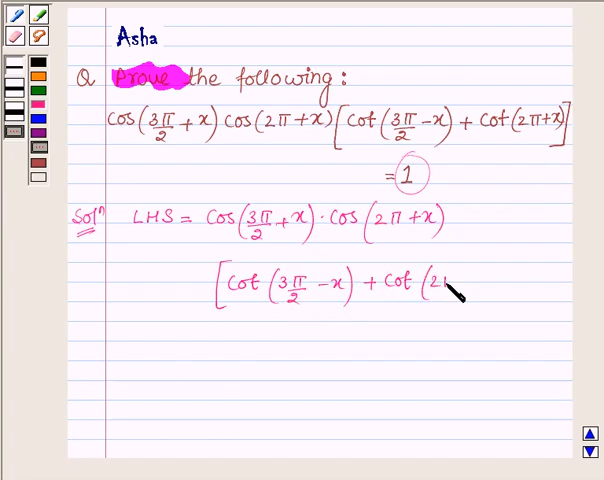 Asha
Q Prove the following :
Cos(3π/2 + x) Cos(2π + x) [Cot(3π/2 - x) + Cot(2π + x)]
= 1
Solⁿ LHS = Cos(3π/2 + x) · Cos(2π + x)
[Cot(3π/2 - x) + Cot(2